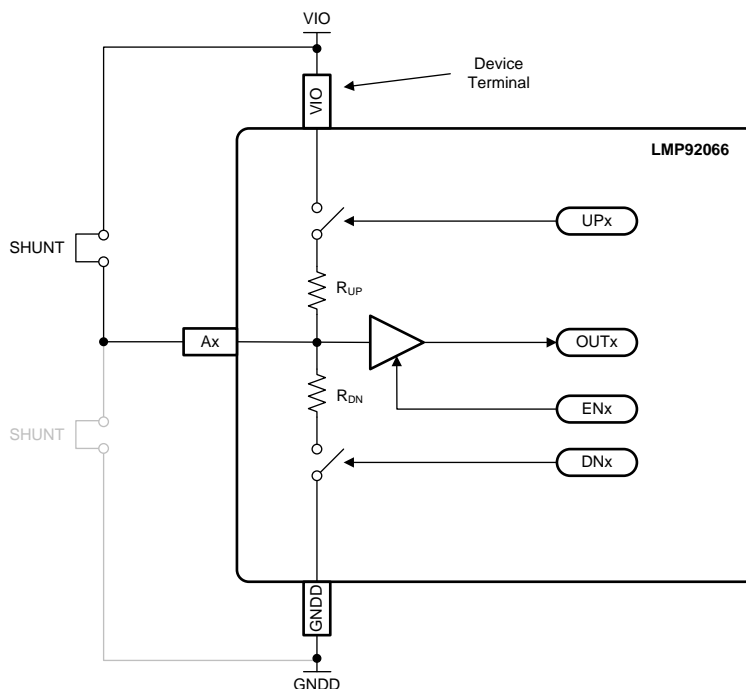 VIO
Device
Terminal
VIO
LMP92066
UPx
SHUNT
RUP
Ax
OUTx
RDN
ENx
SHUNT
DNx
GNDD
GNDD